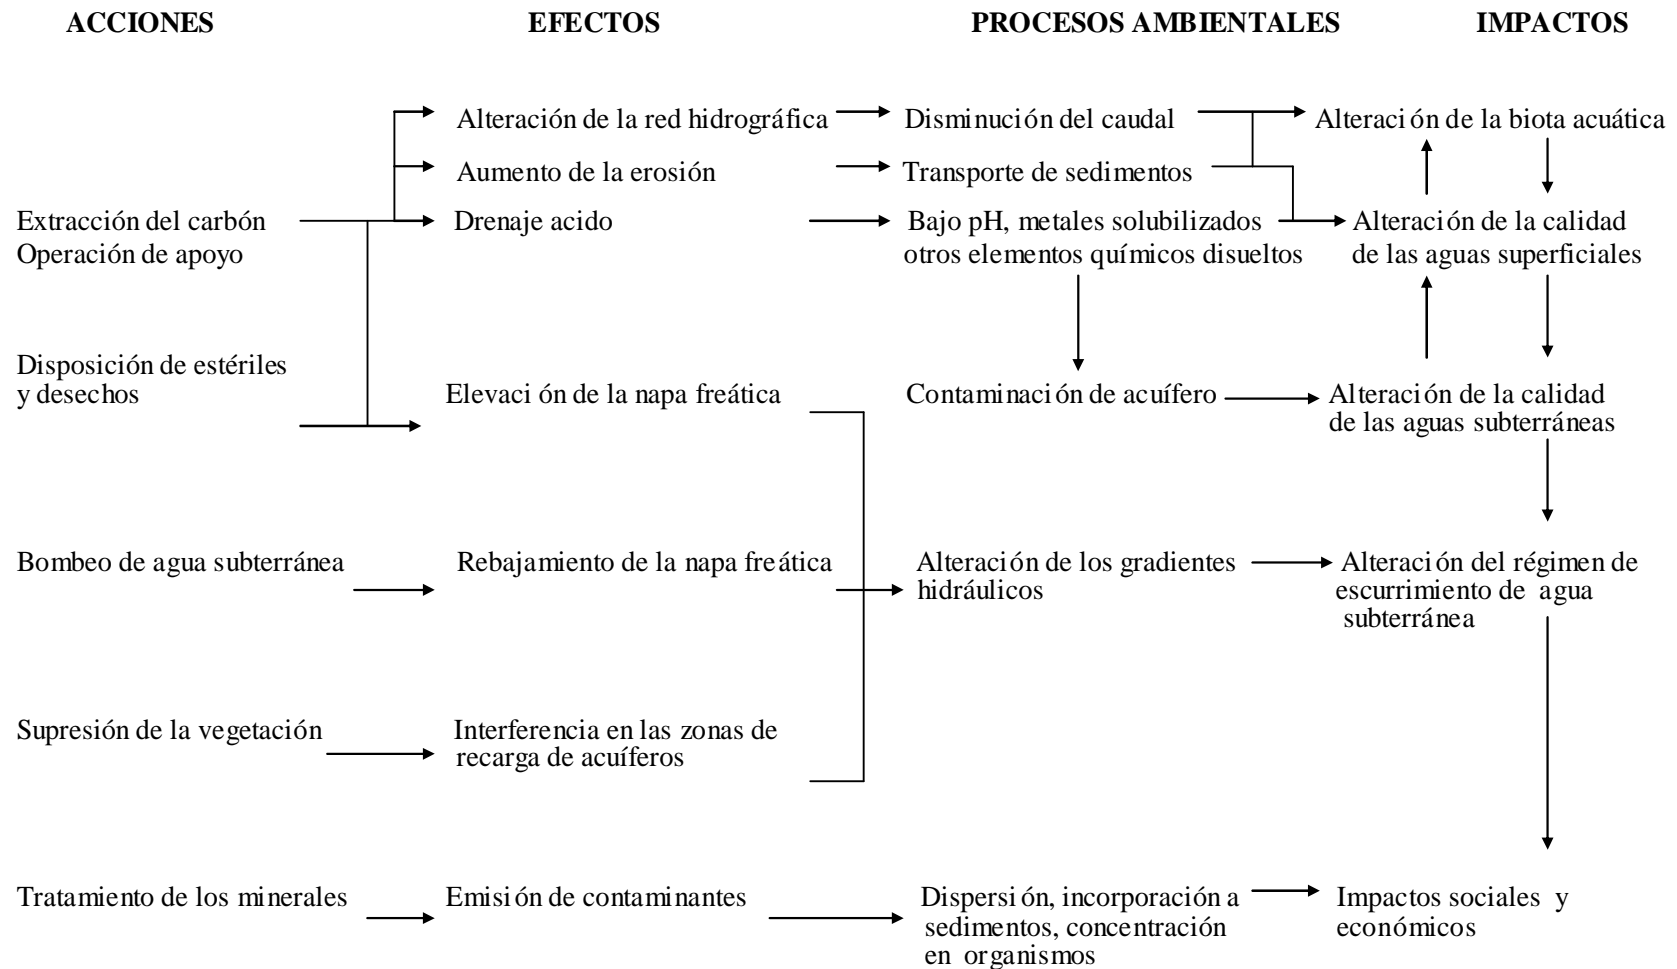 ACCIONES EFECTOS PROCESOS AMBIENTALES IMPACTOS
Alteración de la red hidrográfica Disminución del caudal Alteración de la biota acuática
Aumento de la erosión Transporte de sedimentos
Extracción del carbón Drenaje acido Bajo pH, metales solubilizados Alteración de la calidad
Operación de apoyo otros elementos químicos disueltos de las aguas superficiales
Disposición de estériles
y desechos Elevación de la napa freática Contaminación de acuífero Alteración de la calidad
de las aguas subterráneas
Bombeo de agua subterránea Rebajamiento de la napa freática Alteración de los gradientes Alteración del régimen de
hidráulicos escurrimiento de agua
subterránea
Supresión de la vegetación Interferencia en las zonas de
recarga de acuíferos
Tratamiento de los minerales Emisión de contaminantes Dispersión, incorporación a Impactos sociales y
sedimentos, concentración económicos
en organismos